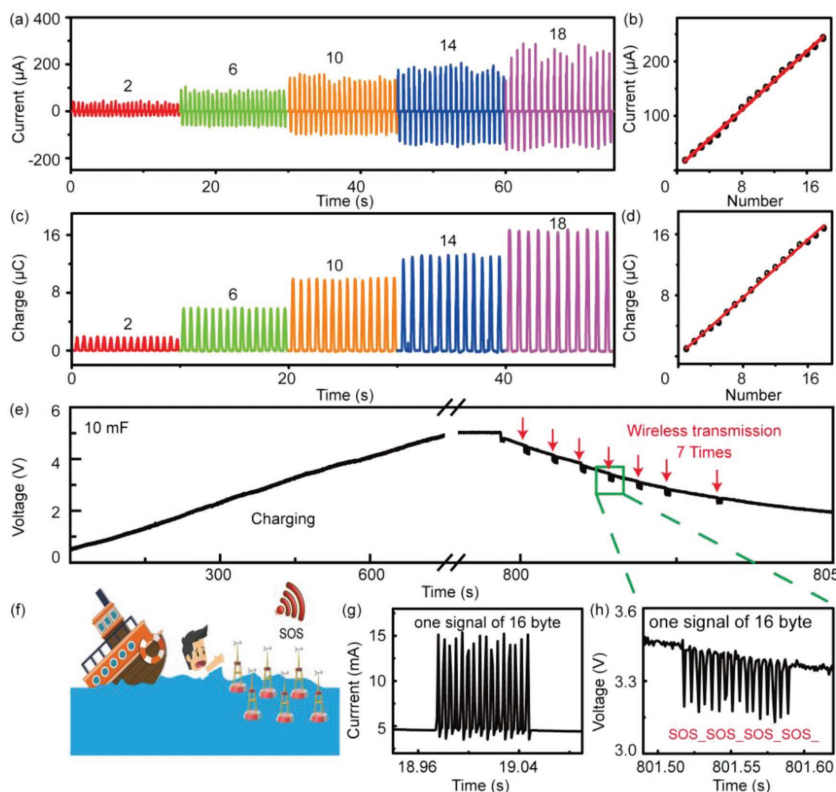 (a)
400
200
0
-200
Current (μA)
2
6
10
14
18
0
20
40
60
Time (s)
(b)
200
100
Current (μA)
0
8
16
Number
(c)
16
8
0
Charge (μC)
2
6
10
14
18
0
20
40
Time (s)
(d)
16
8
0
Charge (μC)
0
8
16
Number
(e)
6
4
2
0
Voltage (V)
10 mF
Charging
Wireless transmission
7 Times
300
600
800
805
Time (s)
(f)
SOS
(g)
one signal of 16 byte
15
10
5
Currrent (mA)
18.96
19.04
Time (s)
(h)
one signal of 16 byte
3.6
3.3
3.0
Voltage (V)
SOS_SOS_SOS_SOS_
801.50
801.55
801.60
Time (s)